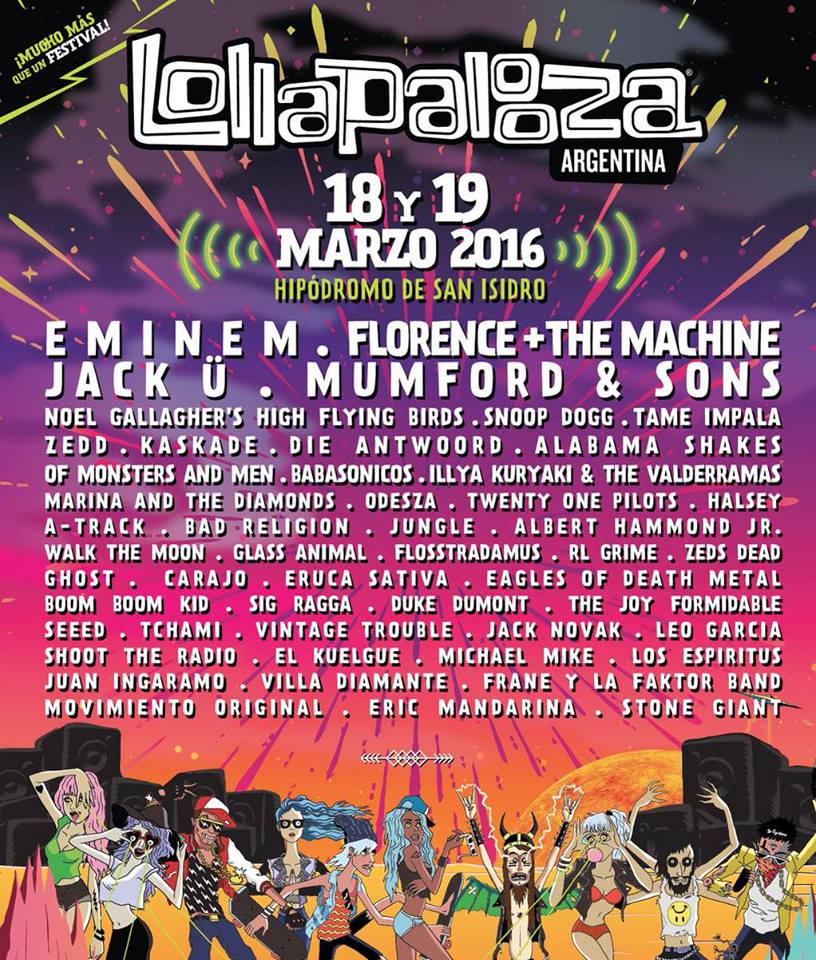 ¡MUCHO MÁS
QUE UN FESTIVAL!
Lollapalooza®
ARGENTINA
18 Y 19
MARZO 2016
HIPÓDROMO DE SAN ISIDRO
EMINEM . FLORENCE + THE MACHINE
JACK Ü . MUMFORD & SONS
NOEL GALLAGHER'S HIGH FLYING BIRDS . SNOOP DOGG . TAME IMPALA
ZEDD . KASKADE . DIE ANTWOORD . ALABAMA SHAKES
OF MONSTERS AND MEN . BABASONICOS . ILLYA KURYAKI & THE VALDERRAMAS
MARINA AND THE DIAMONDS . ODESZA . TWENTY ONE PILOTS . HALSEY
A-TRACK . BAD RELIGION . JUNGLE . ALBERT HAMMOND JR.
WALK THE MOON . GLASS ANIMAL . FLOSSTRADAMUS . RL GRIME . ZEDS DEAD
GHOST . CARAJO . ERUCA SATIVA . EAGLES OF DEATH METAL
BOOM BOOM KID . SIG RAGGA . DUKE DUMONT . THE JOY FORMIDABLE
SEEED . TCHAMI . VINTAGE TROUBLE . JACK NOVAK . LEO GARCIA
SHOOT THE RADIO . EL KUELGUE . MICHAEL MIKE . LOS ESPIRITUS
JUAN INGARAMO . VILLA DIAMANTE . FRANE Y LA FAKTOR BAND
MOVIMIENTO ORIGINAL . ERIC MANDARINA . STONE GIANT